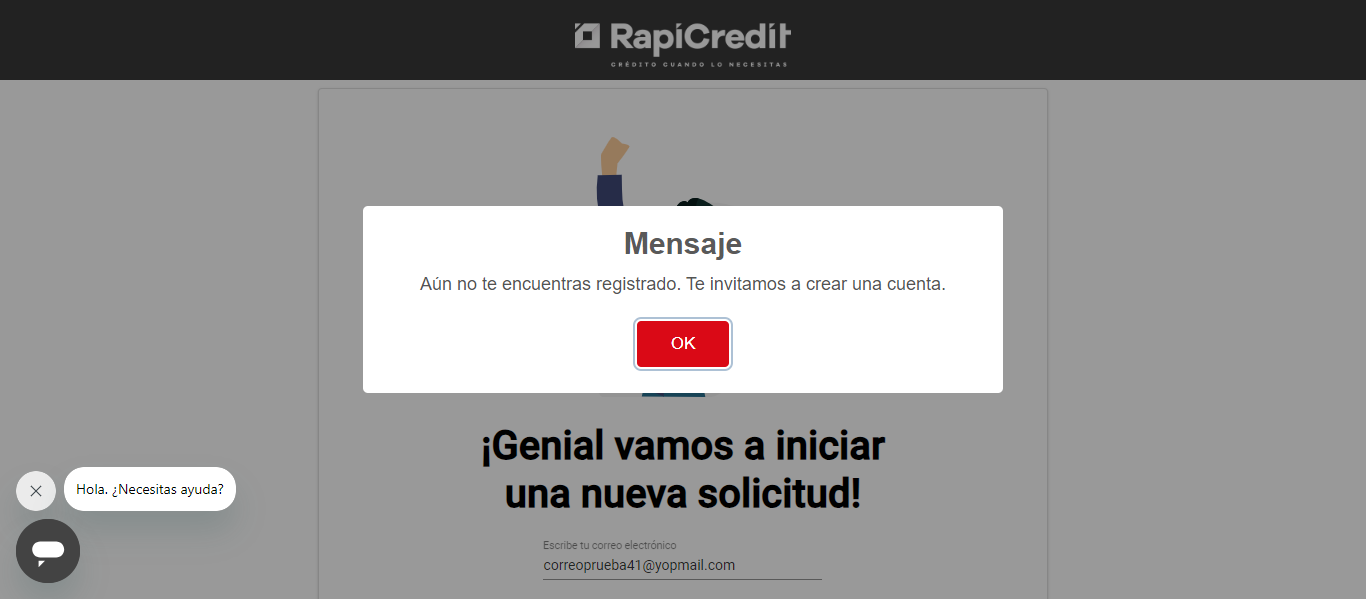 RapiCredit
CRÉDITO CUANDO LO NECESITAS
Mensaje
Aún no te encuentras registrado. Te invitamos a crear una cuenta.
OK
¡Genial vamos a iniciar
una nueva solicitud!
Hola. ¿Necesitas ayuda?
Escribe tu correo electrónico
correoprueba41@yopmail.com